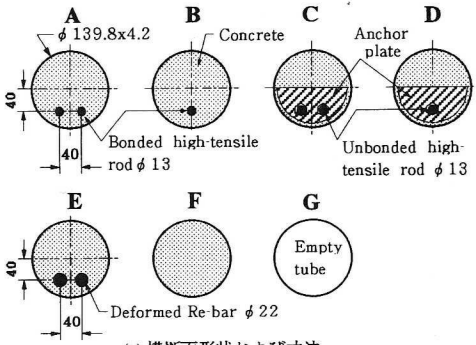 A B C D
φ 139.8x4.2
Concrete
Anchor
plate
40
40
Bonded high-tensile
rod φ 13
Unbonded high-
tensile rod φ 13
E F G
40
Empty
tube
Deformed Re-bar φ 22
40